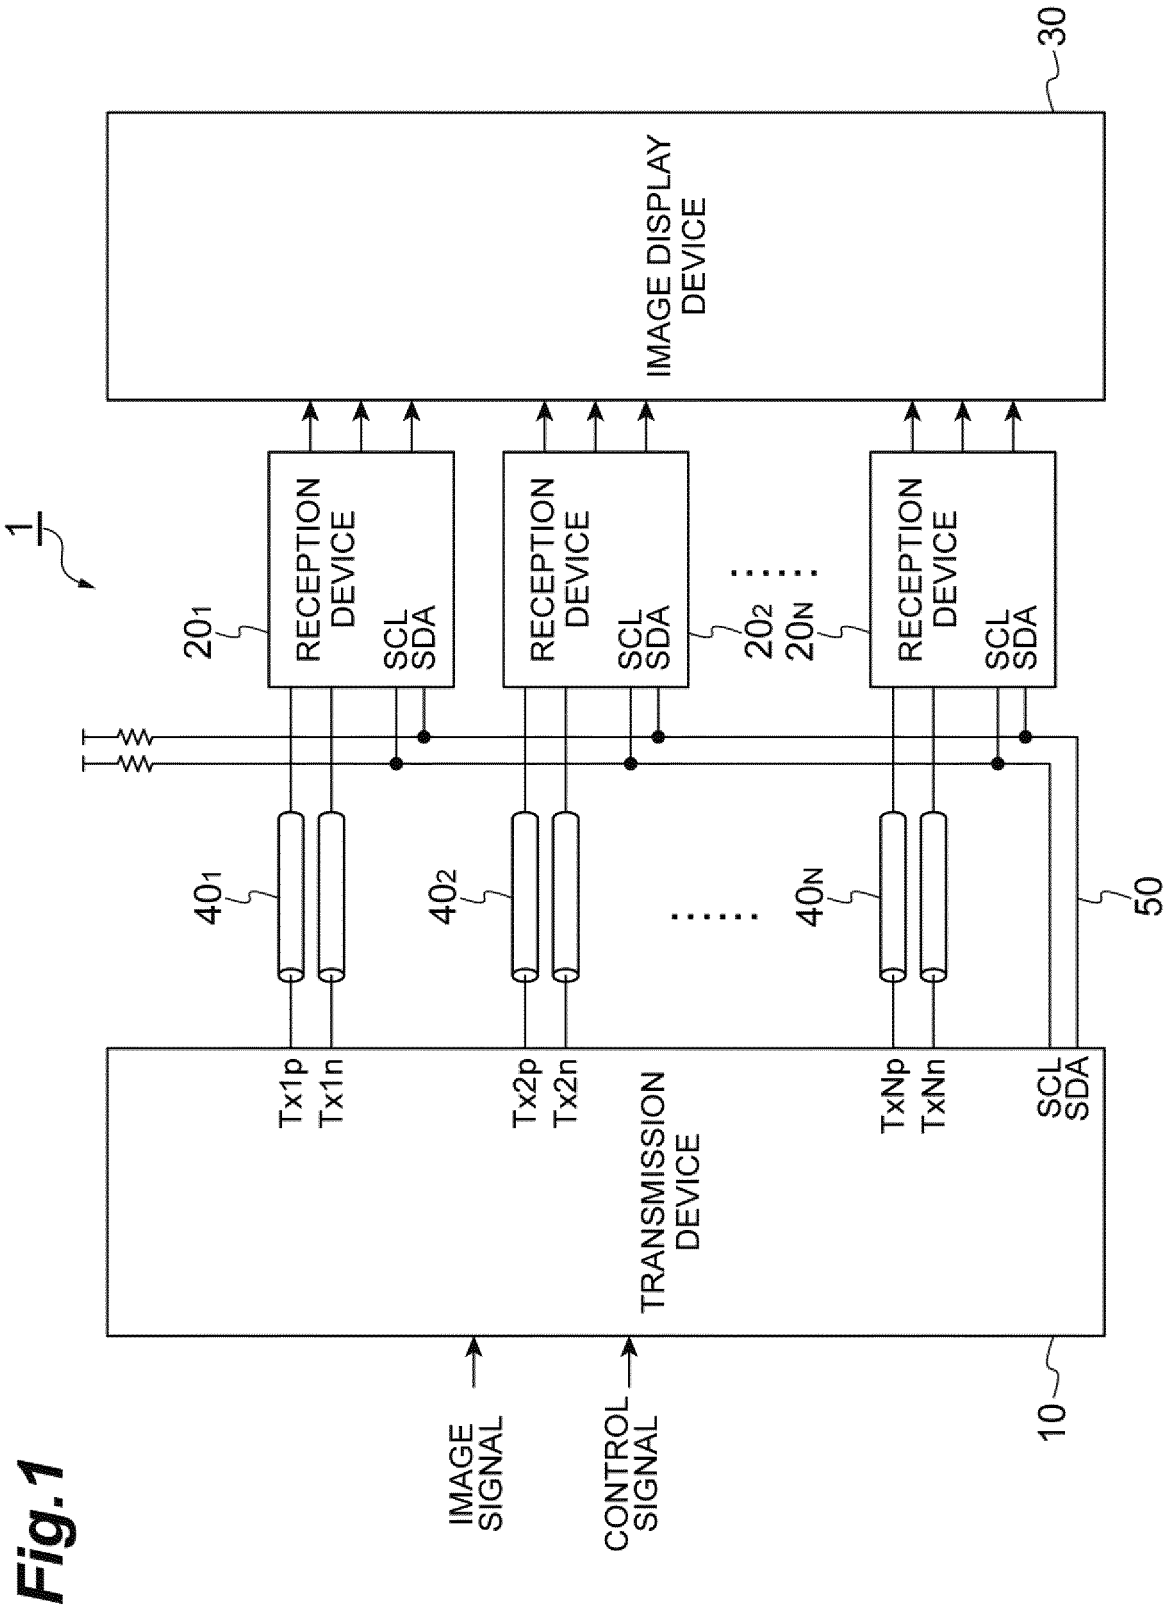 Fig.1
1
IMAGE
SIGNAL
CONTROL
SIGNAL
10
TRANSMISSION
DEVICE
Tx1p
Tx1n
Tx2p
Tx2n
TxNp
TxNn
SCL
SDA
401
402
......
40N
50
201
RECEPTION
DEVICE
SCL
SDA
202
RECEPTION
DEVICE
SCL
SDA
......
20N
RECEPTION
DEVICE
SCL
SDA
IMAGE DISPLAY
DEVICE
30